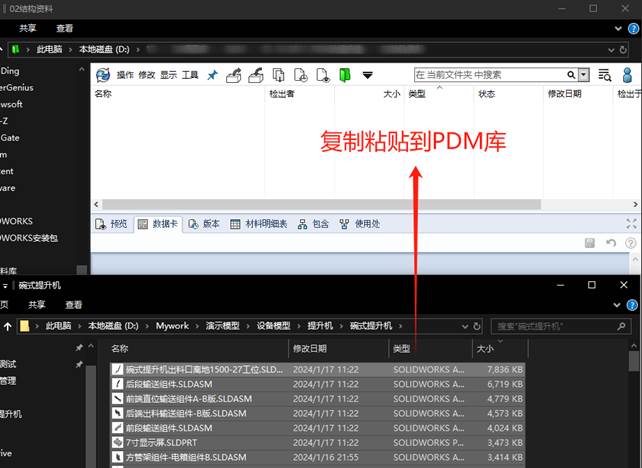 02结构资料
共享 查看
此电脑 本地磁盘 (D:)
Ding
erGenius
ewsoft
-Z
Gate
m
tent
ware
DWORKS
DWORKS安装包
料库
操作 修改 显示 工具
在 当前文件夹 中搜索
名称 检出者 大小 类型 状态 修改日期 检出于
复制粘贴到PDM库
预览 数据卡 版本 材料明细表 包含 使用处
碗式提升机
页 共享 查看
此电脑 本地磁盘 (D:) Mywork 演示模型 设备模型 提升机 碗式提升机
搜索"碗式提升机"
测试
管理
提升机
rive
名称 修改日期 类型 大小
碗式提升机出料口离地1500-27工位.SLD... 2024/1/17 11:22 SOLIDWORKS A... 7,836 KB
后段输送组件.SLDASM 2024/1/17 11:22 SOLIDWORKS A... 6,719 KB
前端直位输送组件A-B版.SLDASM 2024/1/17 11:22 SOLIDWORKS A... 4,779 KB
后端出料输送组件-B版.SLDASM 2024/1/17 11:22 SOLIDWORKS A... 4,573 KB
前段输送组件.SLDASM 2024/1/17 11:22 SOLIDWORKS A... 4,024 KB
7寸显示屏.SLDPRT 2024/1/17 11:22 SOLIDWORKS P... 3,473 KB
方管架组件-电箱组件B.SLDASM 2024/1/16 21:55 SOLIDWORKS A... 3,414 KB